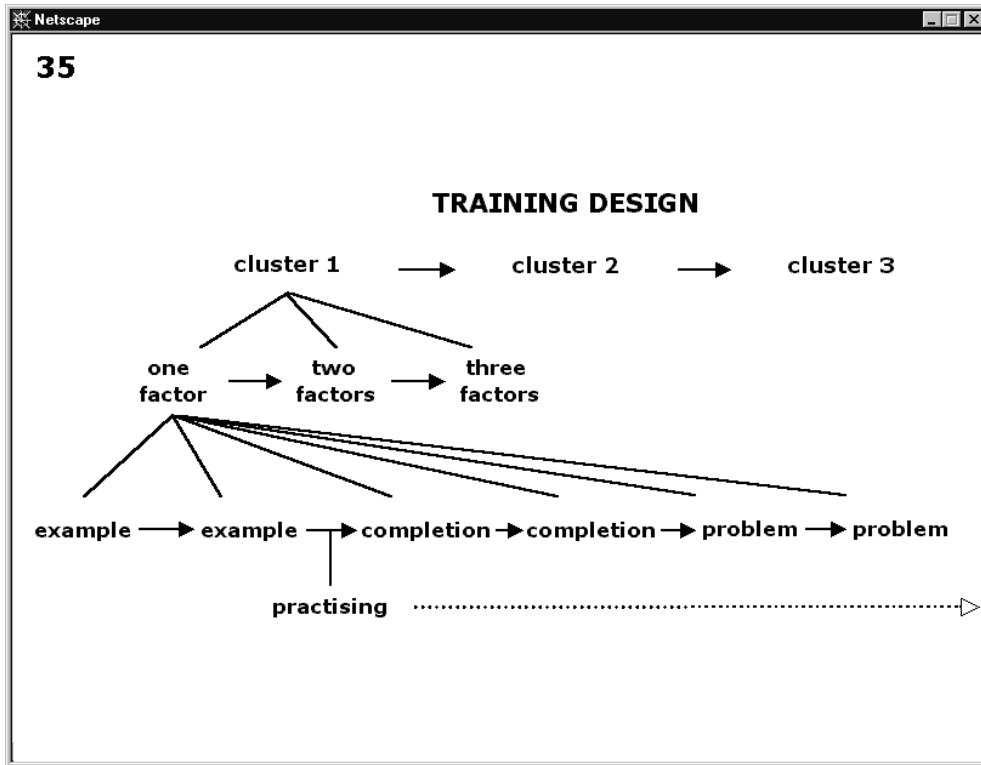 Netscape
35
TRAINING DESIGN
cluster 1 cluster 2 cluster 3
one two three
factor factors factors
example example completion completion problem problem
practising